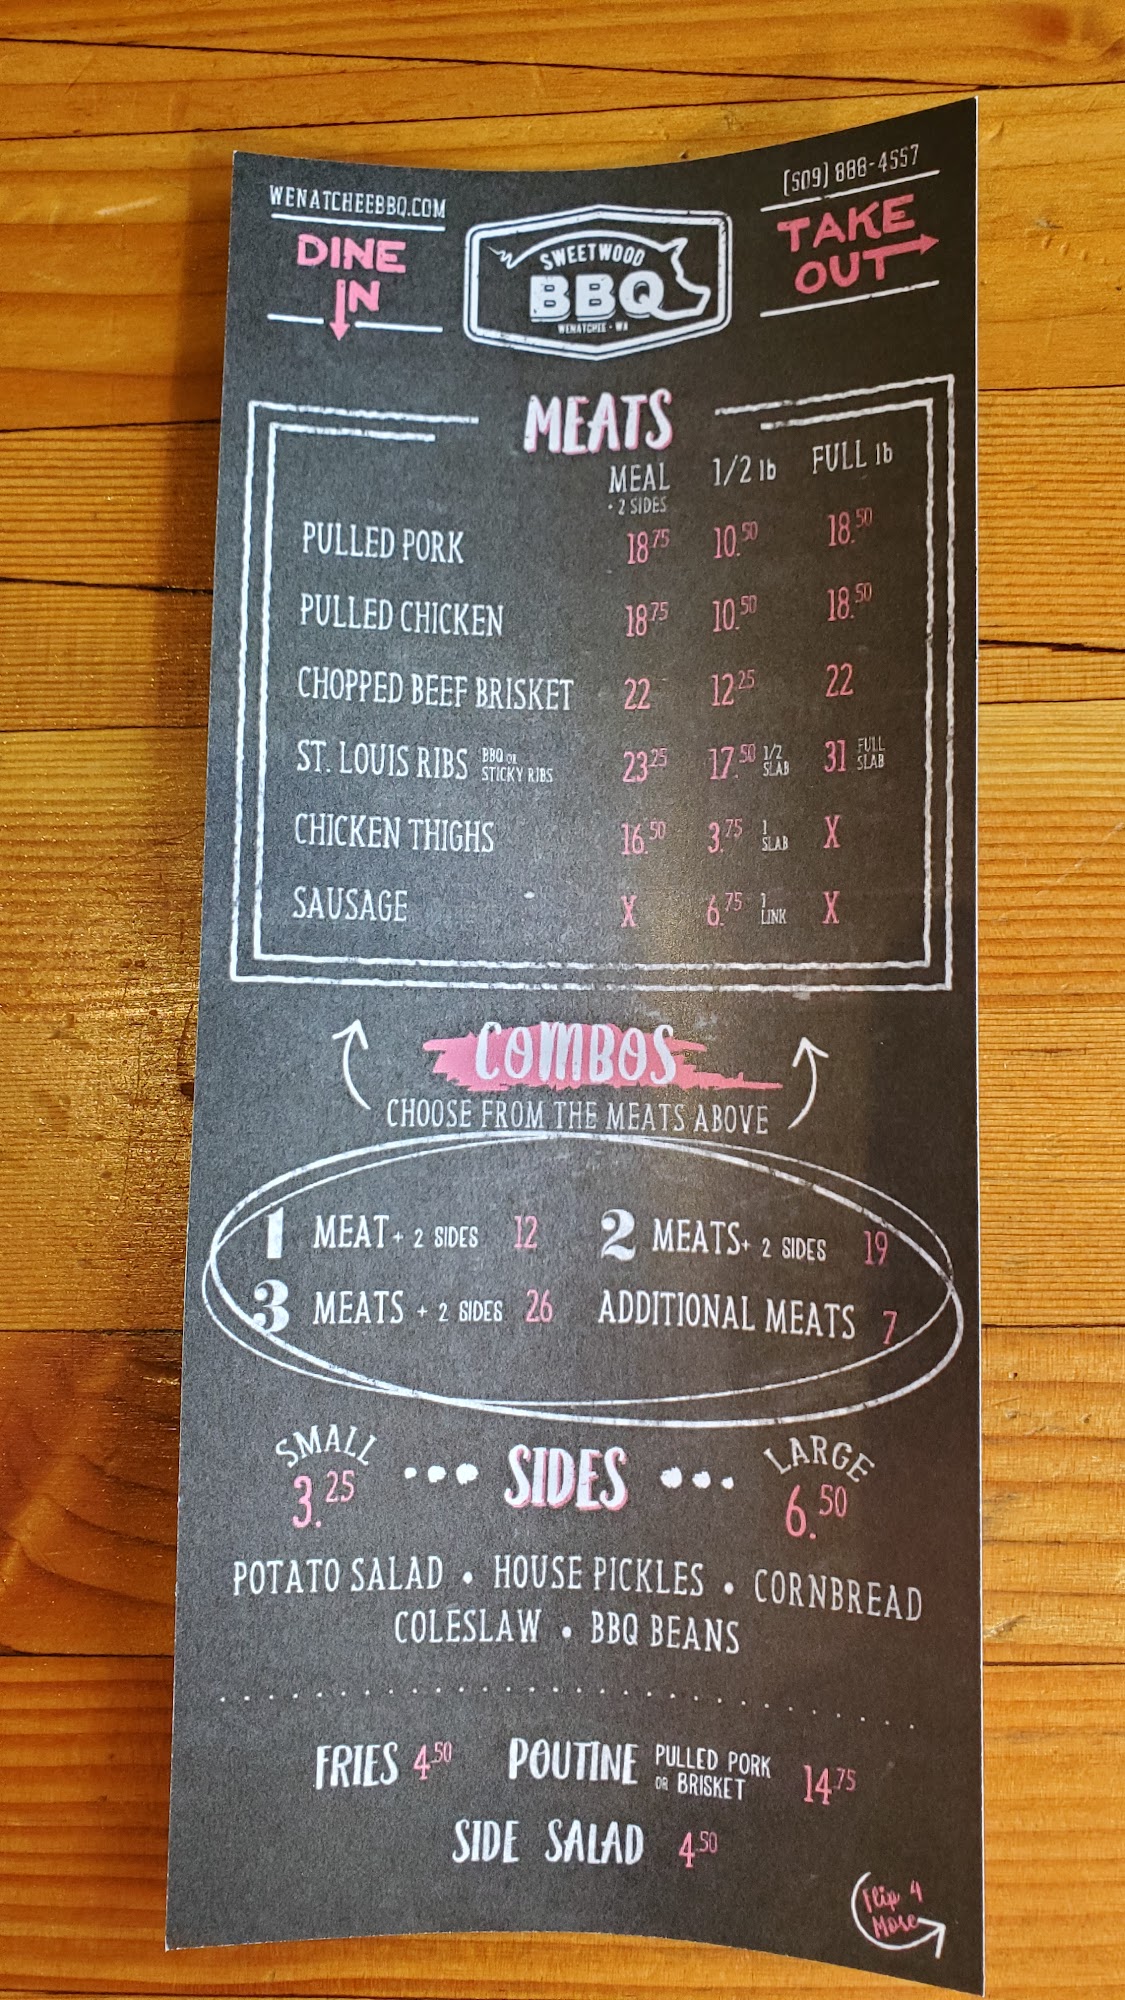 WENATCHEEBBQ.COM
(509) 888-4557
DINE
IN
SWEETWOOD
BBQ
WENATCHEE · WA
TAKE
OUT
MEATS
MEAL 1/2 lb FULL lb
+ 2 SIDES
PULLED PORK 18.75 10.50 18.50
PULLED CHICKEN 18.75 10.50 18.50
CHOPPED BEEF BRISKET 22 12.25 22
ST. LOUIS RIBS BBQ OR STICKY RIBS 23.25 17.50 1/2 SLAB 31 FULL SLAB
CHICKEN THIGHS 16.50 3.75 1 SLAB X
SAUSAGE X 6.75 1 LINK X
COMBOS
CHOOSE FROM THE MEATS ABOVE
1 MEAT + 2 SIDES 12 2 MEATS + 2 SIDES 19
3 MEATS + 2 SIDES 26 ADDITIONAL MEATS 7
SMALL 3.25 ••• SIDES ••• LARGE 6.50
POTATO SALAD • HOUSE PICKLES • CORNBREAD
COLESLAW • BBQ BEANS
FRIES 4.50 POUTINE PULLED PORK OR BRISKET 14.75
SIDE SALAD 4.50
Flip 4
More